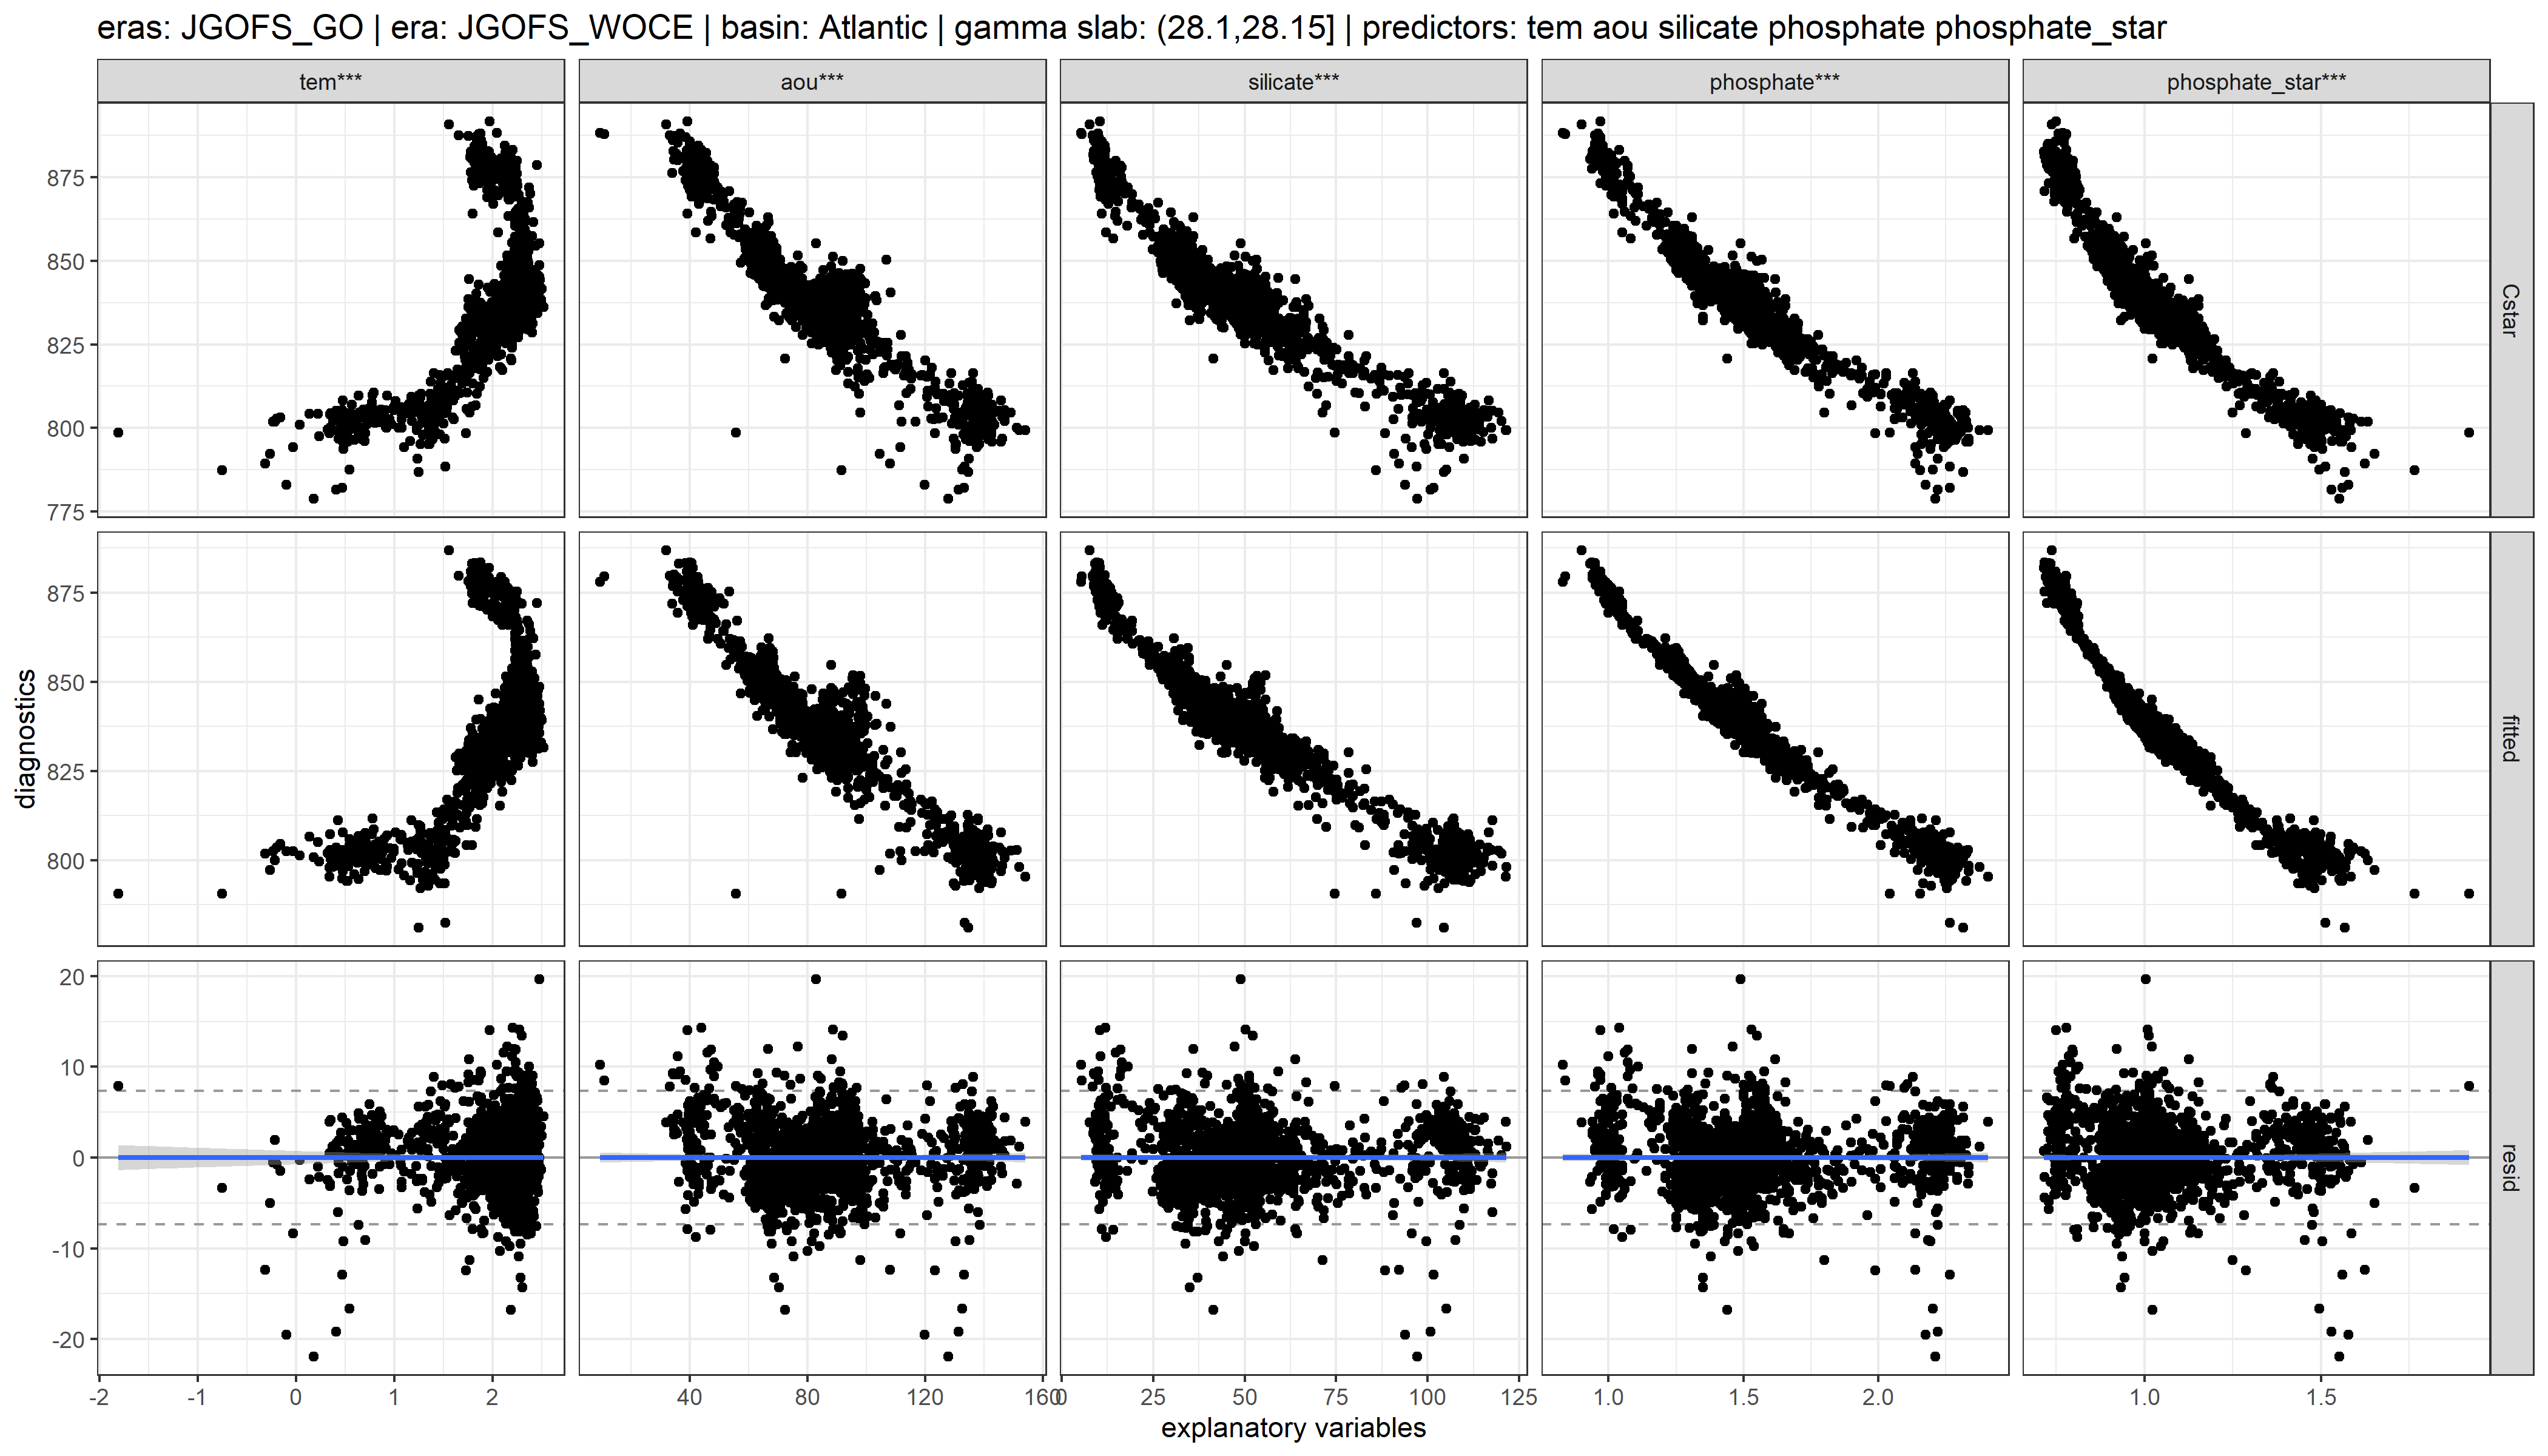 eras: JGOFS_GO | era: JGOFS_WOCE | basin: Atlantic | gamma slab: (28.1,28.15] | predictors: tem aou silicate phosphate phosphate_star
tem*** aou*** silicate*** phosphate*** phosphate_star***
875
850
825
800
775
Cstar
875
850
825
800
fitted
diagnostics
20
10
0
-10
-20
resid
-2 -1 0 1 2 40 80 120 160 0 25 50 75 100 125 1.0 1.5 2.0 1.0 1.5
explanatory variables